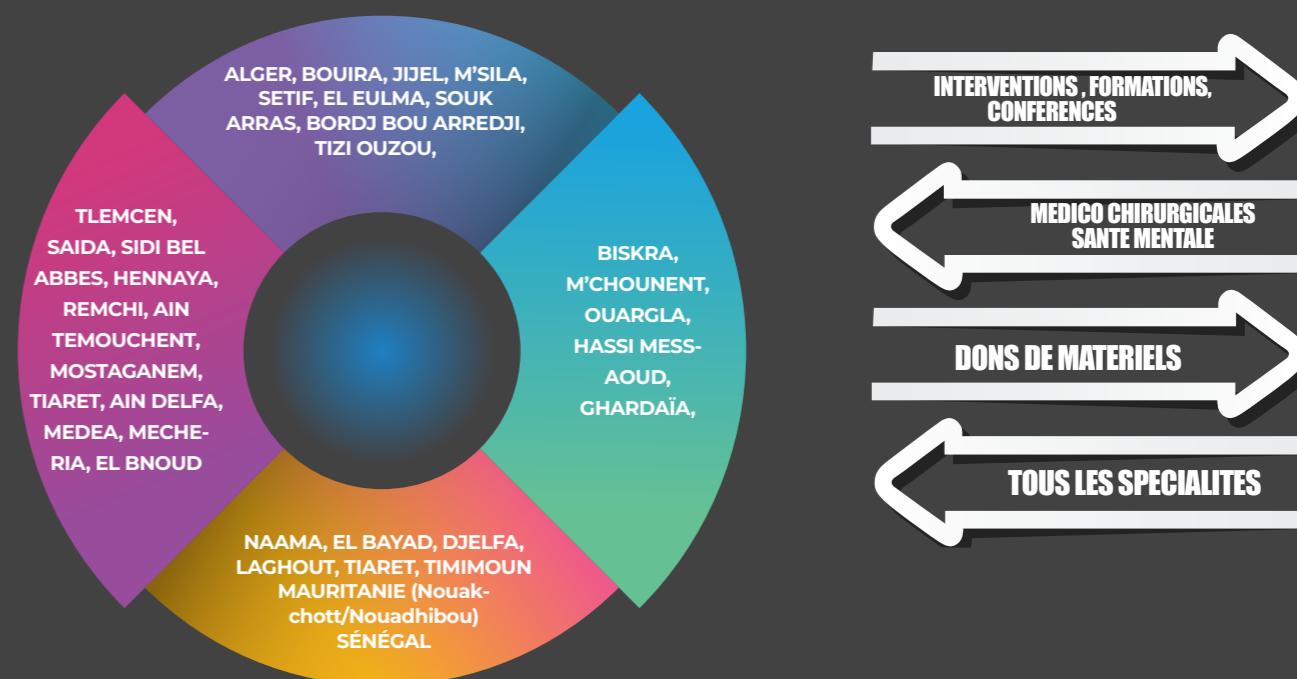 ALGER, BOUIRA, JIJEL, M'SILA,
SETIF, EL EULMA, SOUK
ARRAS, BORDJ BOU ARREDJI,
TIZI OUZOU,
TLEMCEN,
SAIDA, SIDI BEL
ABBES, HENNAYA,
REMCHI, AIN
TEMOUCHENT,
MOSTAGANEM,
TIARET, AIN DELFA,
MEDEA, MECHE-
RIA, EL BNOUD
BISKRA,
M'CHOUNENT,
OUARGLA,
HASSI MESS-
AOUD,
GHARDAÏA,
NAAMA, EL BAYAD, DJELFA,
LAGHOUT, TIARET, TIMIMOUN
MAURITANIE (Nouak-
chott/Nouadhibou)
SÉNÉGAL
INTERVENTIONS , FORMATIONS,
CONFERENCES
MEDICO CHIRURGICALES
SANTE MENTALE
DONS DE MATERIELS
TOUS LES SPECIALITES